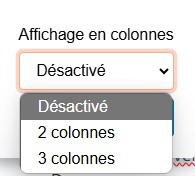 Affichage en colonnes
Désactivé
Désactivé
2 colonnes
3 colonnes